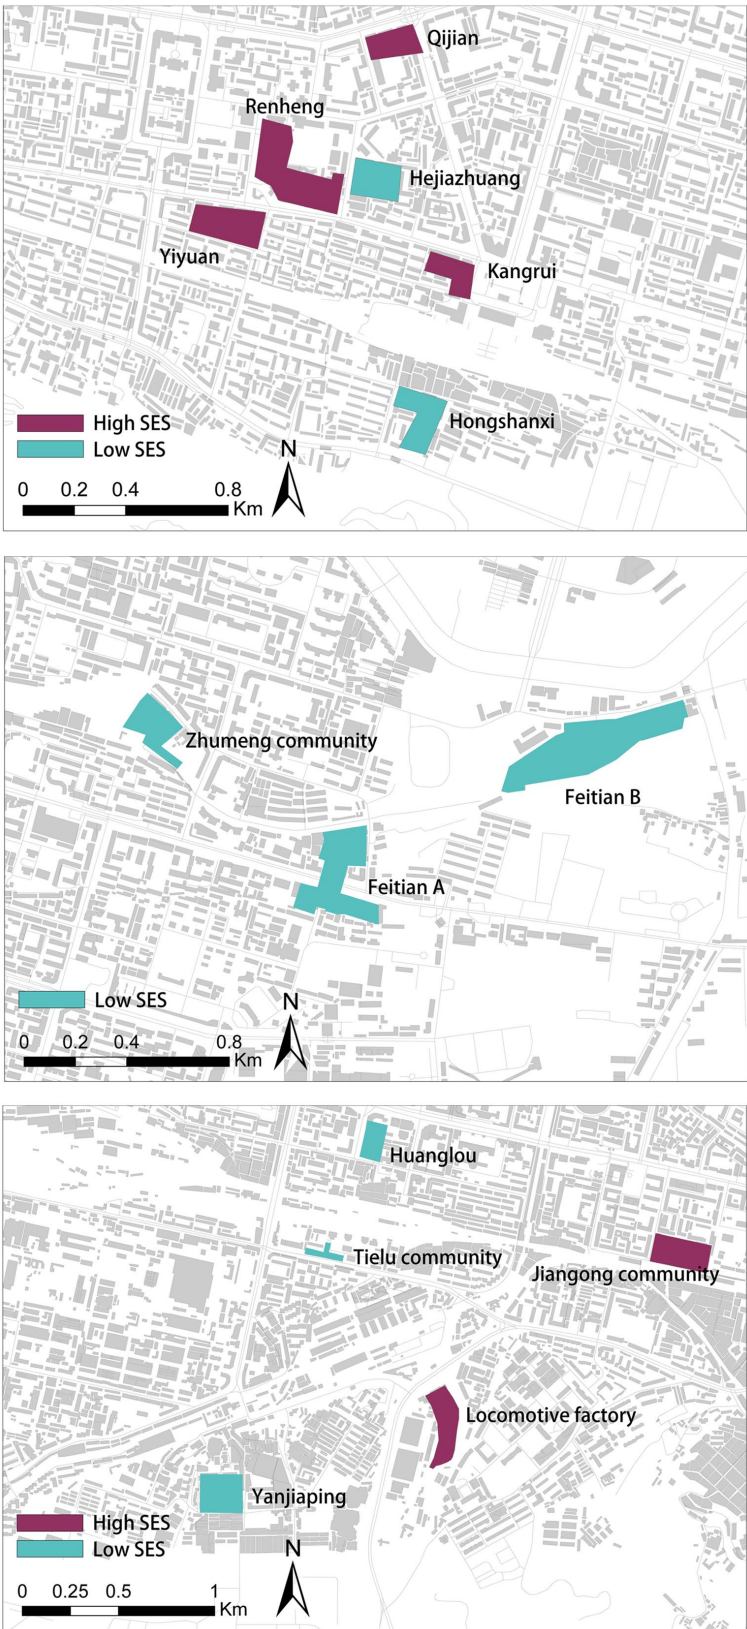 Qijian
Renheng
Hejiazhuang
Yiyuan
Kangrui
High SES
Hongshanxi
Low SES
N
0 0.2 0.4 0.8
Km
Zhumeng community
Feitian B
Feitian A
Low SES
N
0 0.2 0.4 0.8
Km
Huanglou
Tielu community
Jiangong community
Locomotive factory
Yanjiaping
High SES
Low SES
N
0 0.25 0.5 1
Km